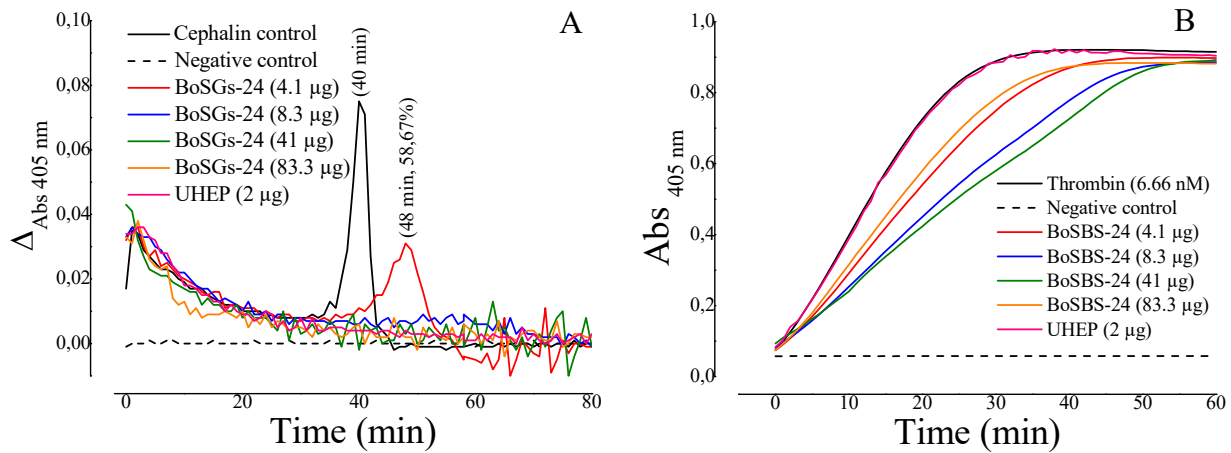 A
0,10
0,08
0,06
0,04
0,02
0,00
Δ Abs 405 nm
Cephalin control
Negative control
BoSGs-24 (4.1 µg)
BoSGs-24 (8.3 µg)
BoSGs-24 (41 µg)
BoSGs-24 (83.3 µg)
UHEP (2 µg)
(40 min)
(48 min, 58,67%)
0 20 40 60 80
Time (min)
B
1,0
0,8
0,6
0,4
0,2
0,0
Abs 405 nm
Thrombin (6.66 nM)
Negative control
BoSBS-24 (4.1 µg)
BoSBS-24 (8.3 µg)
BoSBS-24 (41 µg)
BoSBS-24 (83.3 µg)
UHEP (2 µg)
0 10 20 30 40 50 60
Time (min)